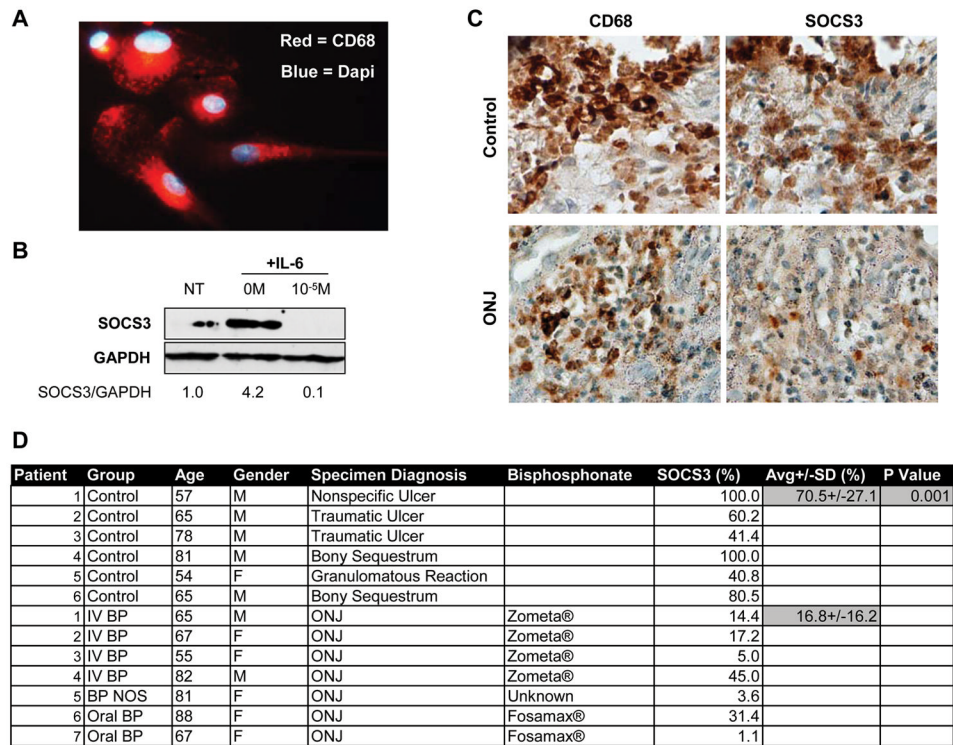 A
Red = CD68
Blue = Dapi
B
+IL-6
NT 0M 10-5M
SOCS3
GAPDH
SOCS3/GAPDH 1.0 4.2 0.1
C
CD68 SOCS3
Control
ONJ
D
Patient Group Age Gender Specimen Diagnosis Bisphosphonate SOCS3 (%) Avg+/-SD (%) P Value
1 Control 57 M Nonspecific Ulcer 100.0 70.5+/-27.1 0.001
2 Control 65 M Traumatic Ulcer 60.2
3 Control 78 M Traumatic Ulcer 41.4
4 Control 81 M Bony Sequestrum 100.0
5 Control 54 F Granulomatous Reaction 40.8
6 Control 65 M Bony Sequestrum 80.5
1 IV BP 65 M ONJ Zometa® 14.4 16.8+/-16.2
2 IV BP 67 F ONJ Zometa® 17.2
3 IV BP 55 F ONJ Zometa® 5.0
4 IV BP 82 M ONJ Zometa® 45.0
5 BP NOS 81 F ONJ Unknown 3.6
6 Oral BP 88 F ONJ Fosamax® 31.4
7 Oral BP 67 F ONJ Fosamax® 1.1